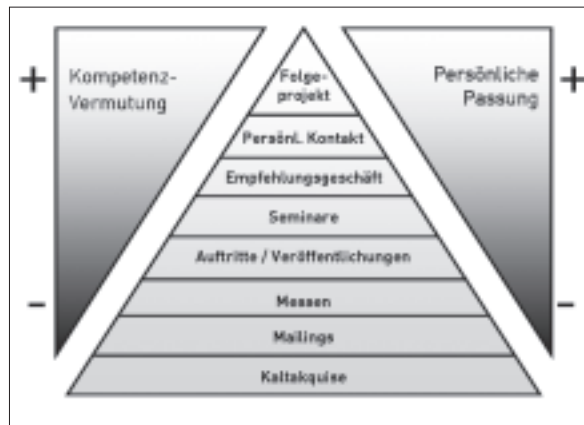 +
Kompetenz-
Vermutung
-
Folge-
projekt
Persönl. Kontakt
Empfehlungsgeschäft
Seminare
Auftritte / Veröffentlichungen
Messen
Mailings
Kaltakquise
Persönliche
Passung
+
-